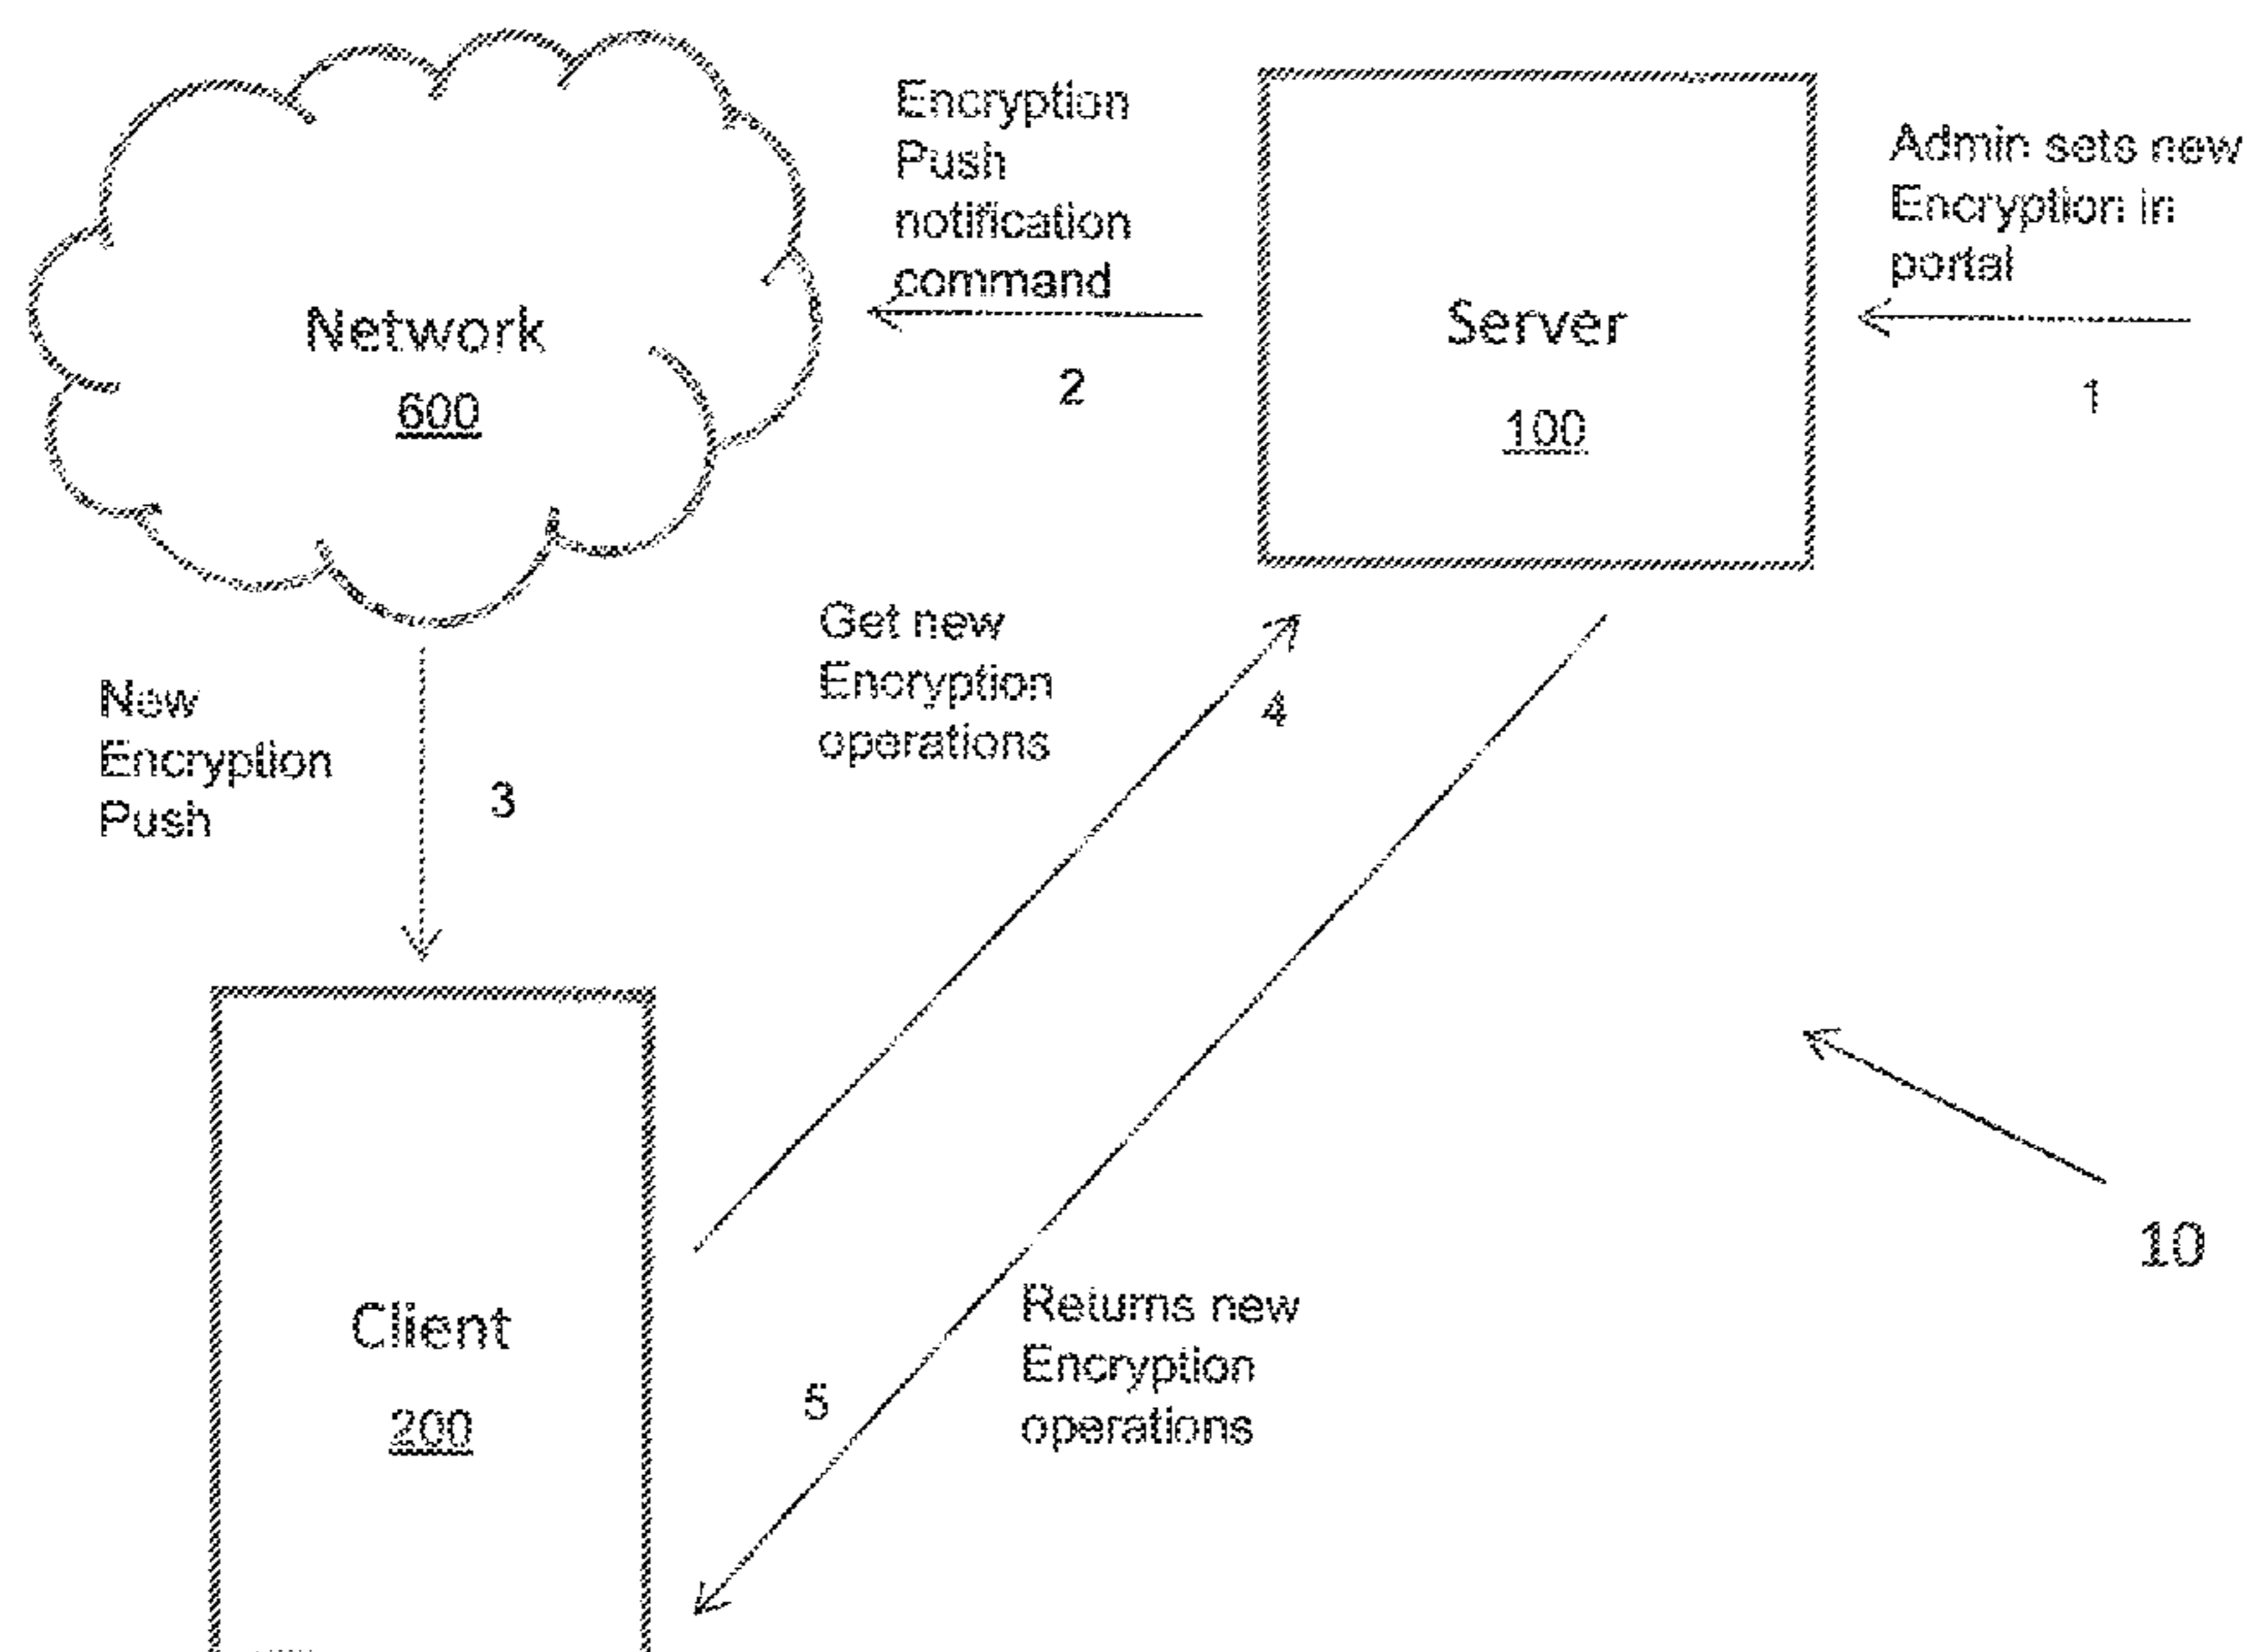 Encryption
Push
notification
command
2
Admin sets new
Encryption in
portal
1
Network
600
Server
100
New
Encryption
Push
3
Get new
Encryption
operations
4
10
Client
200
5
Returns new
Encryption
operations